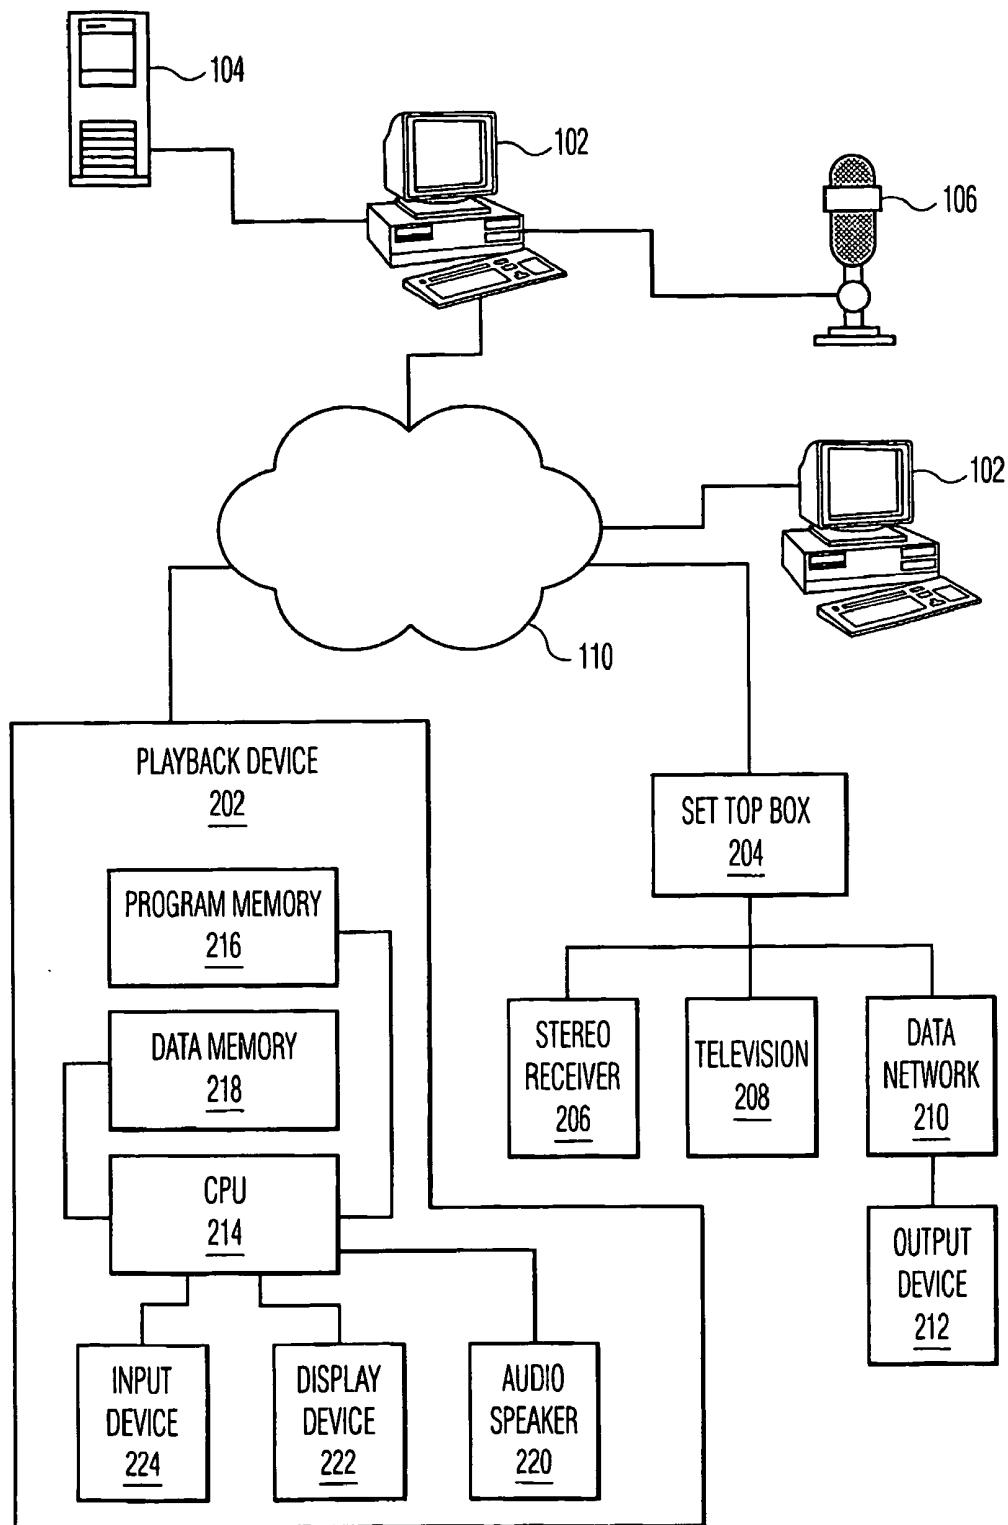 104
102
106
102
110
PLAYBACK DEVICE
202
SET TOP BOX
204
PROGRAM MEMORY
216
DATA MEMORY
218
CPU
214
STEREO
RECEIVER
206
TELEVISION
208
DATA
NETWORK
210
OUTPUT
DEVICE
212
INPUT
DEVICE
224
DISPLAY
DEVICE
222
AUDIO
SPEAKER
220